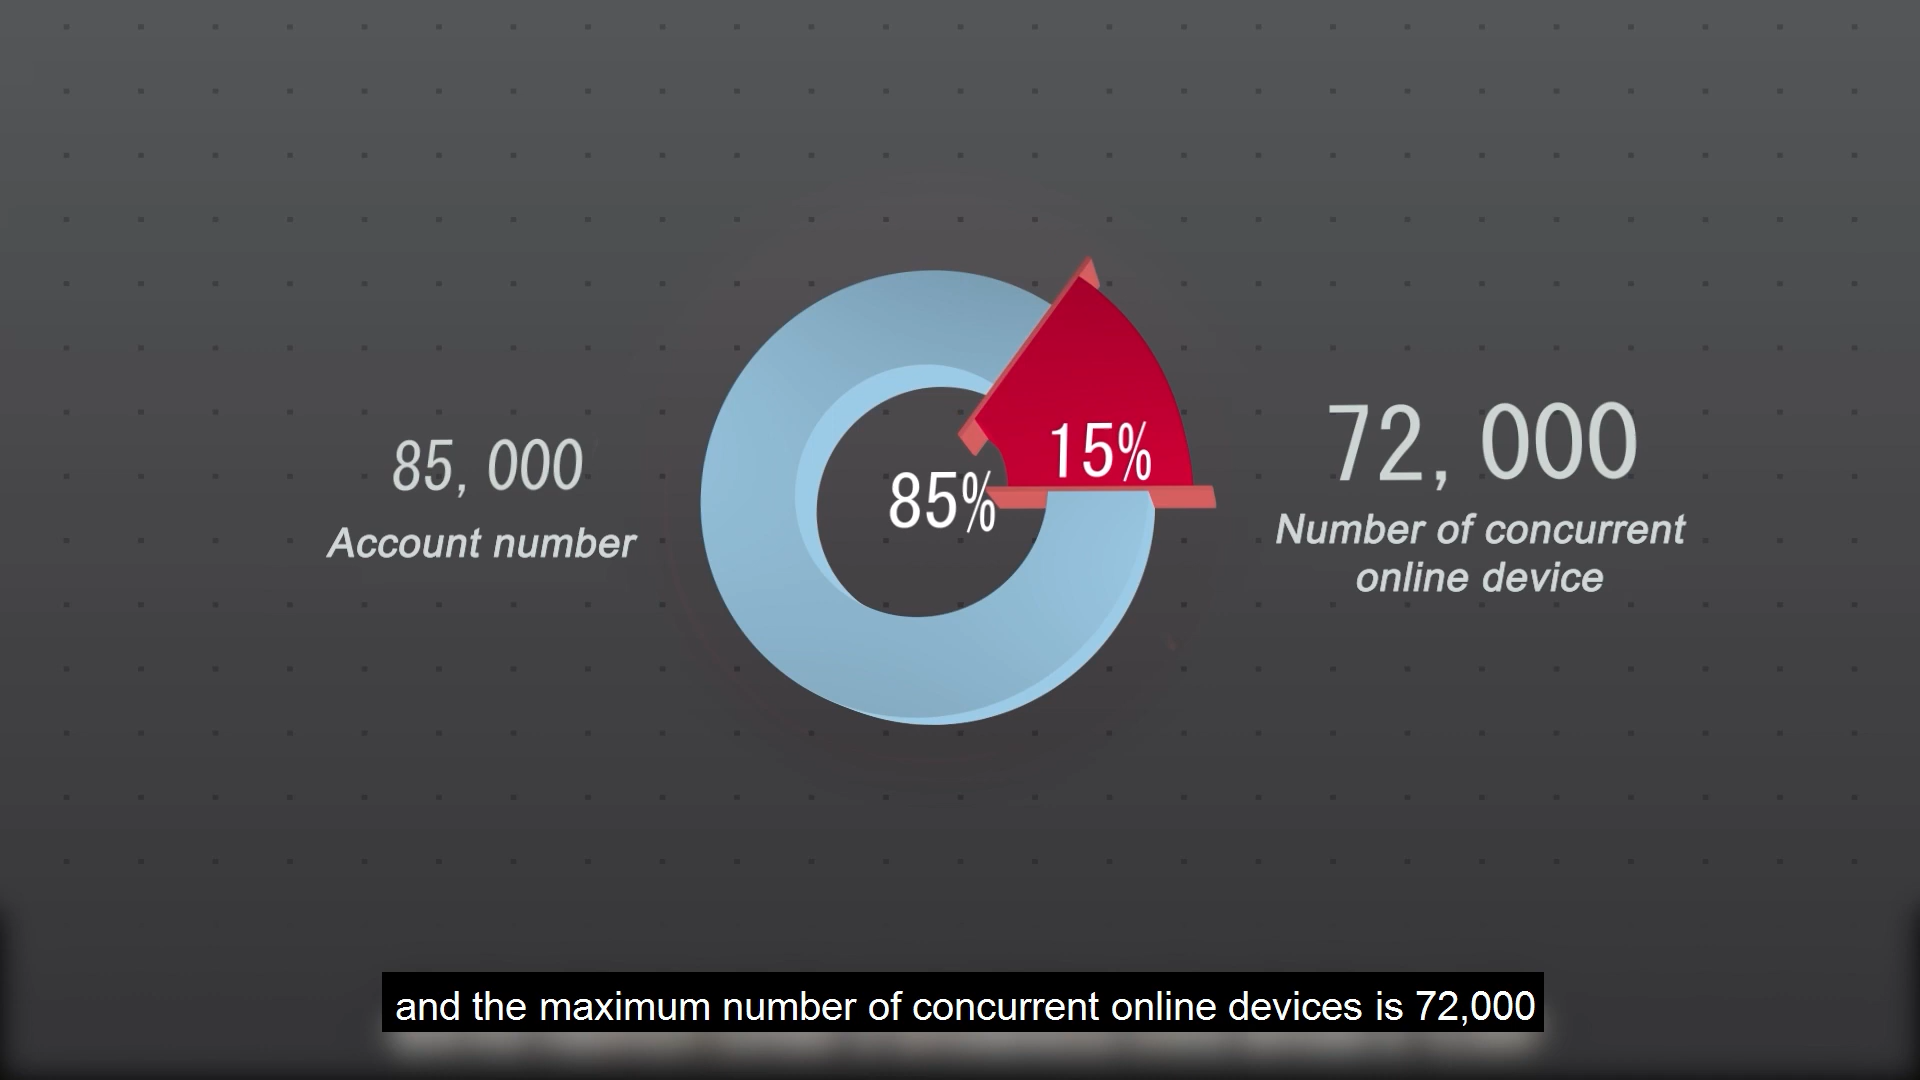 85, 000
Account number
85%
15%
72, 000
Number of concurrent
online device
and the maximum number of concurrent online devices is 72,000